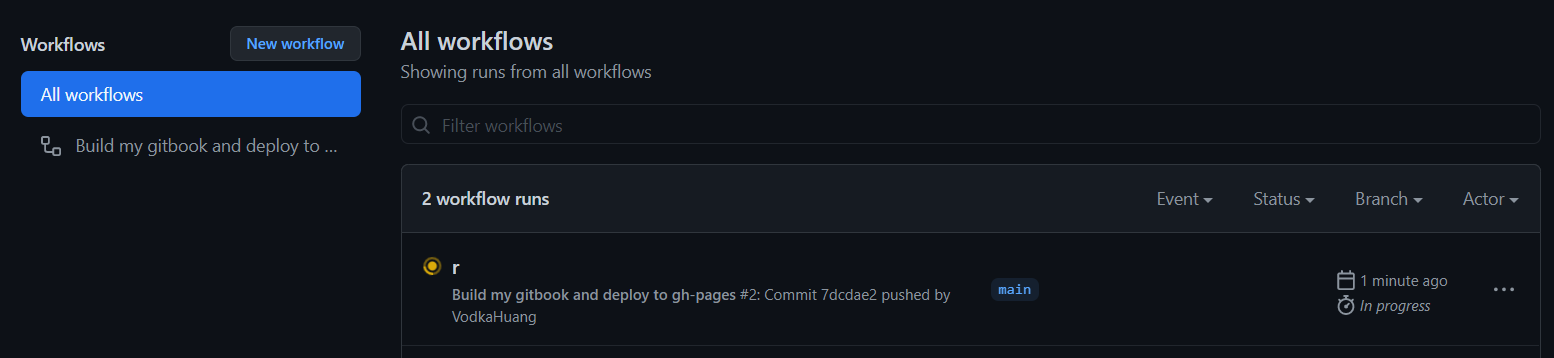 Workflows
New workflow
All workflows
Build my gitbook and deploy to ...
All workflows
Showing runs from all workflows
Filter workflows
2 workflow runs
Event
Status
Branch
Actor
r
Build my gitbook and deploy to gh-pages #2: Commit 7dcdae2 pushed by
VodkaHuang
main
1 minute ago
In progress